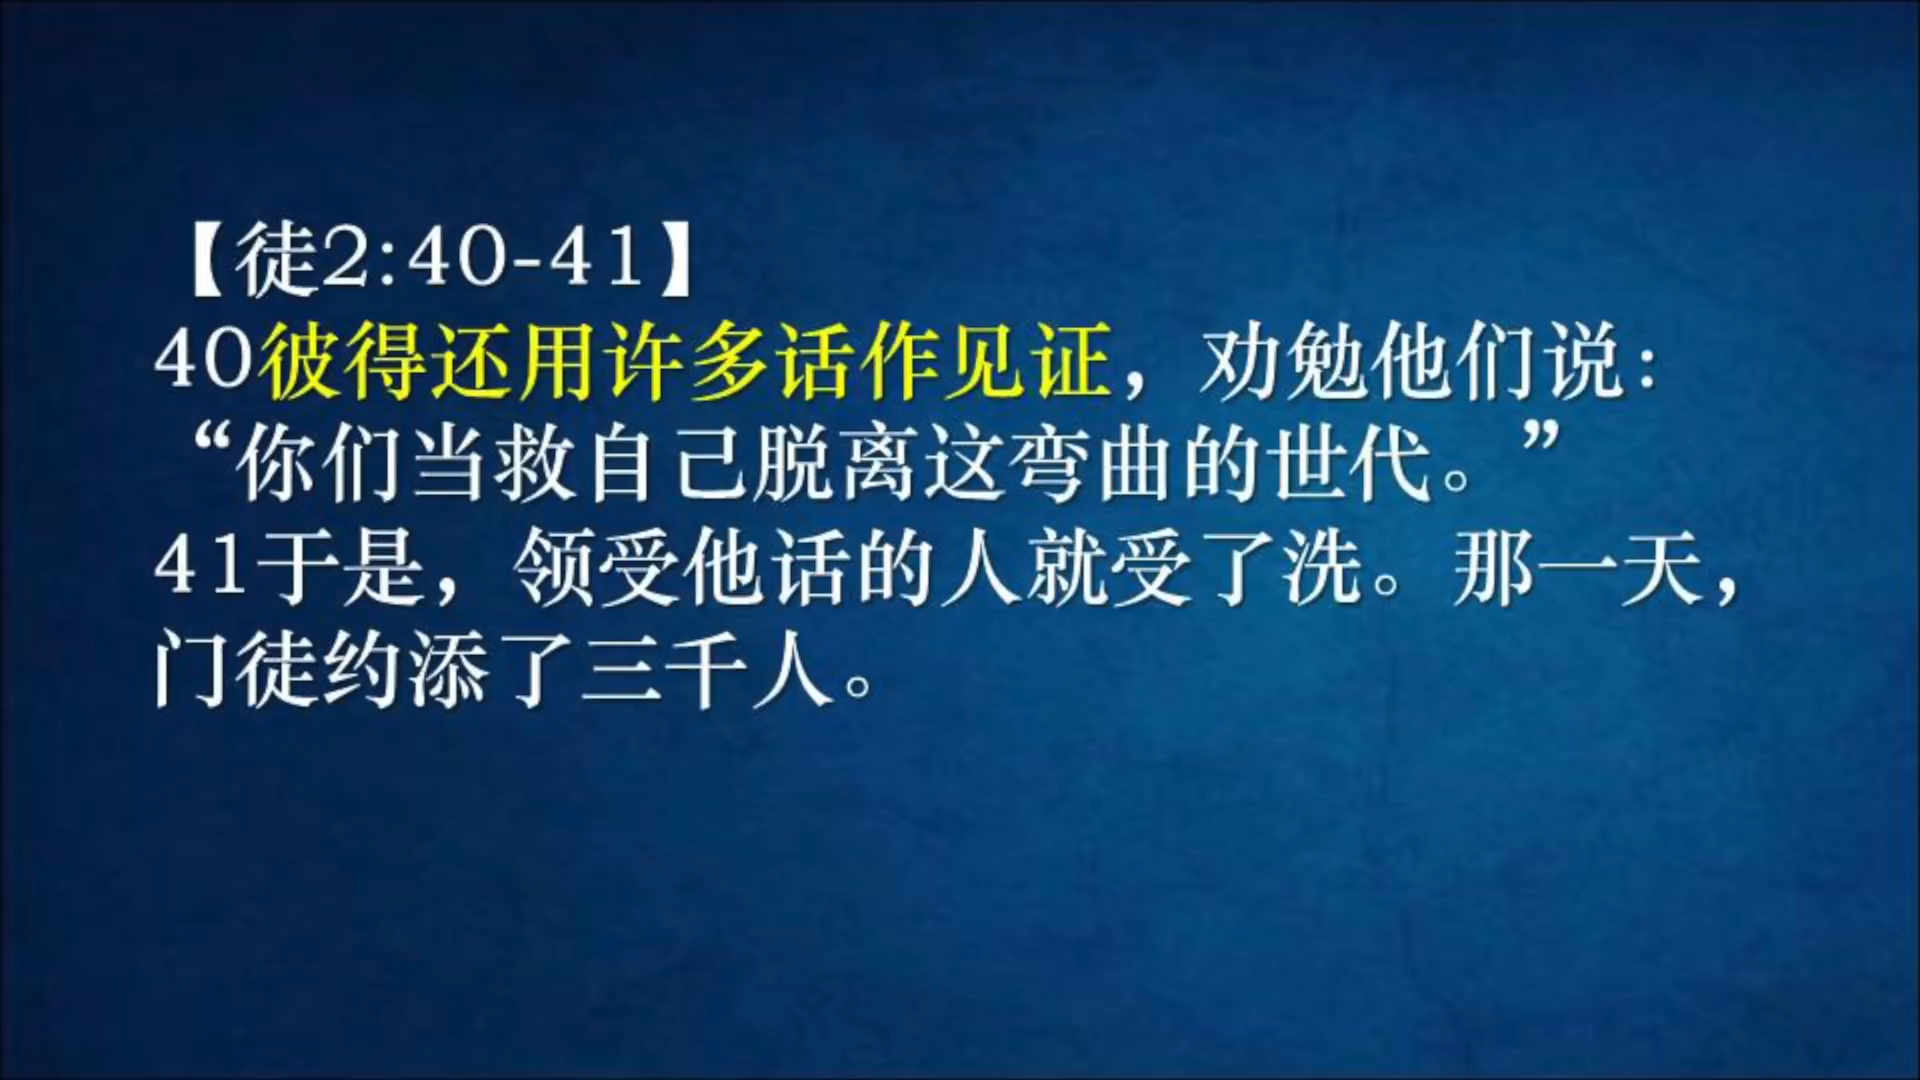 【徒2:40-41】
40彼得还用许多话作见证，劝勉他们说：
“你们当救自己脱离这弯曲的世代。”
41于是，领受他话的人就受了洗。那一天，
门徒约添了三千人。